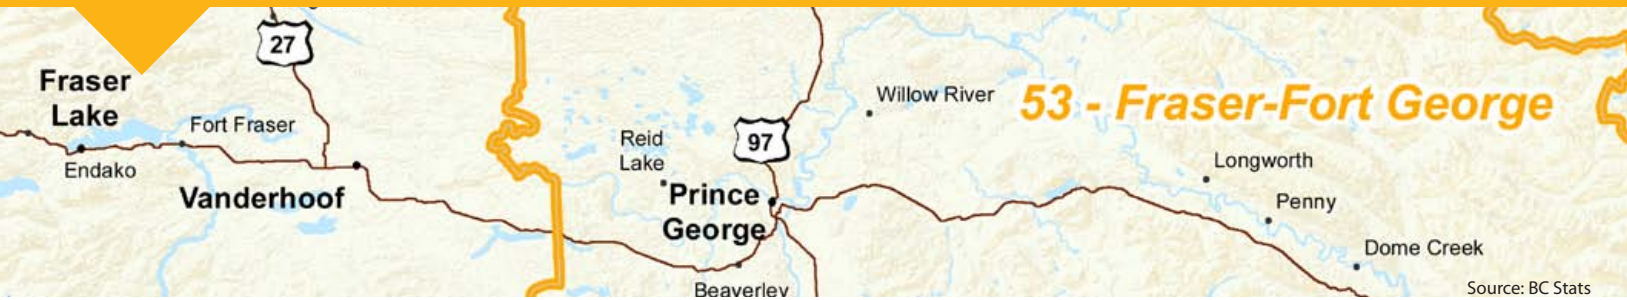 27
Fraser
Lake
Fort Fraser
Endako
Vanderhoof
Reid
Lake
97
Prince
George
Beaverley
Willow River
53 - Fraser-Fort George
Longworth
Penny
Dome Creek
Source: BC Stats